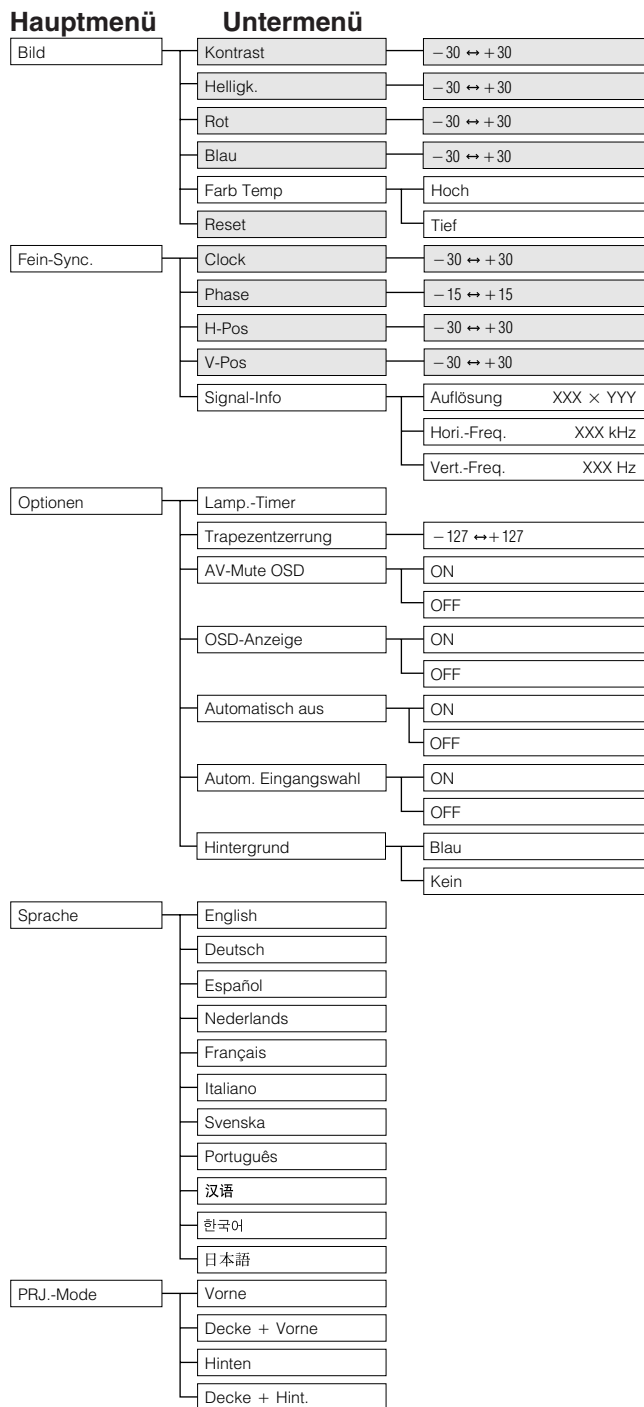 Hauptmenü Untermenü
Bild Kontrast −30 ↔ +30
Helligk. −30 ↔ +30
Rot −30 ↔ +30
Blau −30 ↔ +30
Farb Temp Hoch
Reset Tief
Fein-Sync. Clock −30 ↔ +30
Phase −15 ↔ +15
H-Pos −30 ↔ +30
V-Pos −30 ↔ +30
Signal-Info Auflösung XXX × YYY
Hori.-Freq. XXX kHz
Vert.-Freq. XXX Hz
Optionen Lamp.-Timer
Trapezentzerrung −127 ↔ +127
AV-Mute OSD ON
OFF
OSD-Anzeige ON
OFF
Automatisch aus ON
OFF
Autom. Eingangswahl ON
OFF
Hintergrund Blau
Kein
Sprache English
Deutsch
Español
Nederlands
Français
Italiano
Svenska
Português
汉语
한국어
日本語
PRJ.-Mode Vorne
Decke + Vorne
Hinten
Decke + Hint.